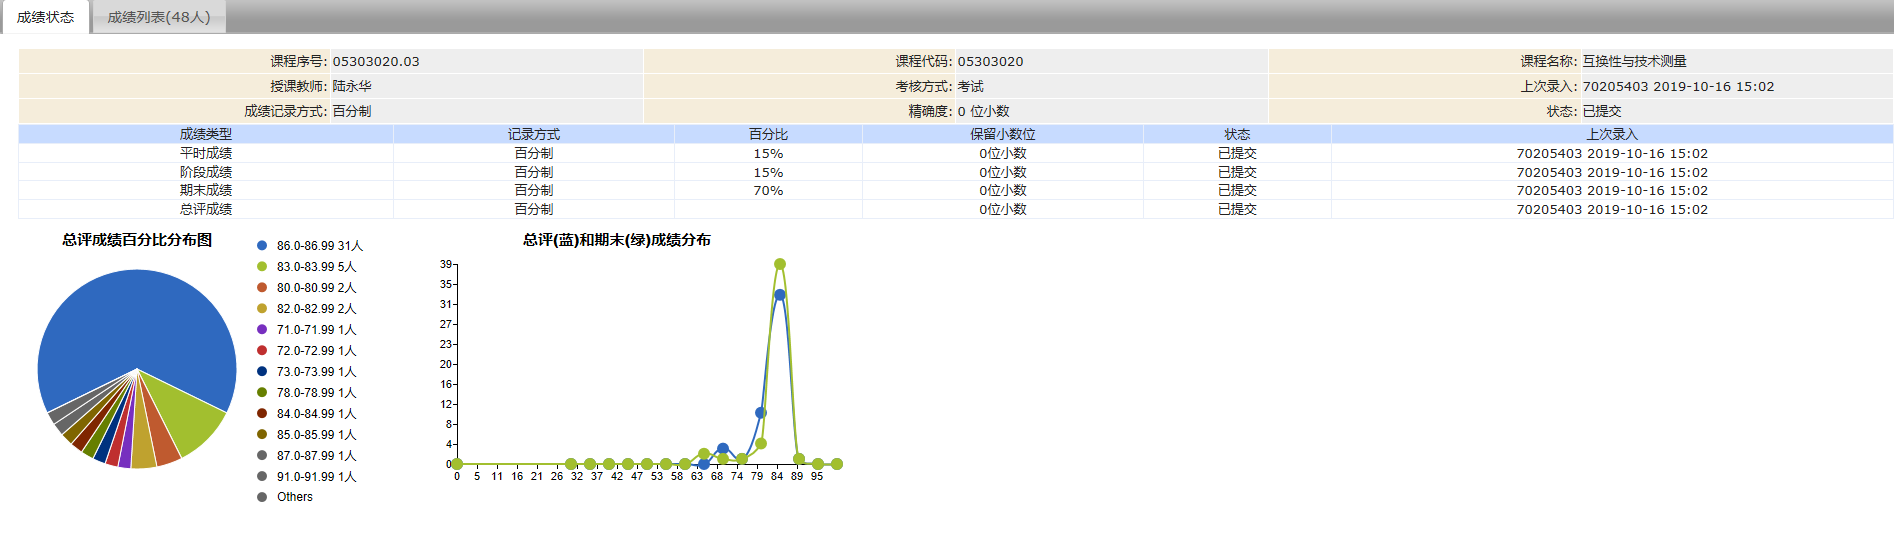 成绩状态 成绩列表(48人)
课程序号: 05303020.03 课程代码: 05303020 课程名称: 互换性与技术测量
授课教师: 陆永华 考核方式: 考试 上次录入: 70205403 2019-10-16 15:02
成绩记录方式: 百分制 精确度: 0 位小数 状态: 已提交
成绩类型 记录方式 百分比 保留小数位 状态 上次录入
平时成绩 百分制 15% 0位小数 已提交 70205403 2019-10-16 15:02
阶段成绩 百分制 15% 0位小数 已提交 70205403 2019-10-16 15:02
期末成绩 百分制 70% 0位小数 已提交 70205403 2019-10-16 15:02
总评成绩 百分制 0位小数 已提交 70205403 2019-10-16 15:02
总评成绩百分比分布图
86.0-86.99 31人
83.0-83.99 5人
80.0-80.99 2人
82.0-82.99 2人
71.0-71.99 1人
72.0-72.99 1人
73.0-73.99 1人
78.0-78.99 1人
84.0-84.99 1人
85.0-85.99 1人
87.0-87.99 1人
91.0-91.99 1人
Others
总评(蓝)和期末(绿)成绩分布
39
35
31
27
23
20
16
12
8
4
0
0 5 11 16 21 26 32 37 42 47 53 58 63 68 74 79 84 89 95